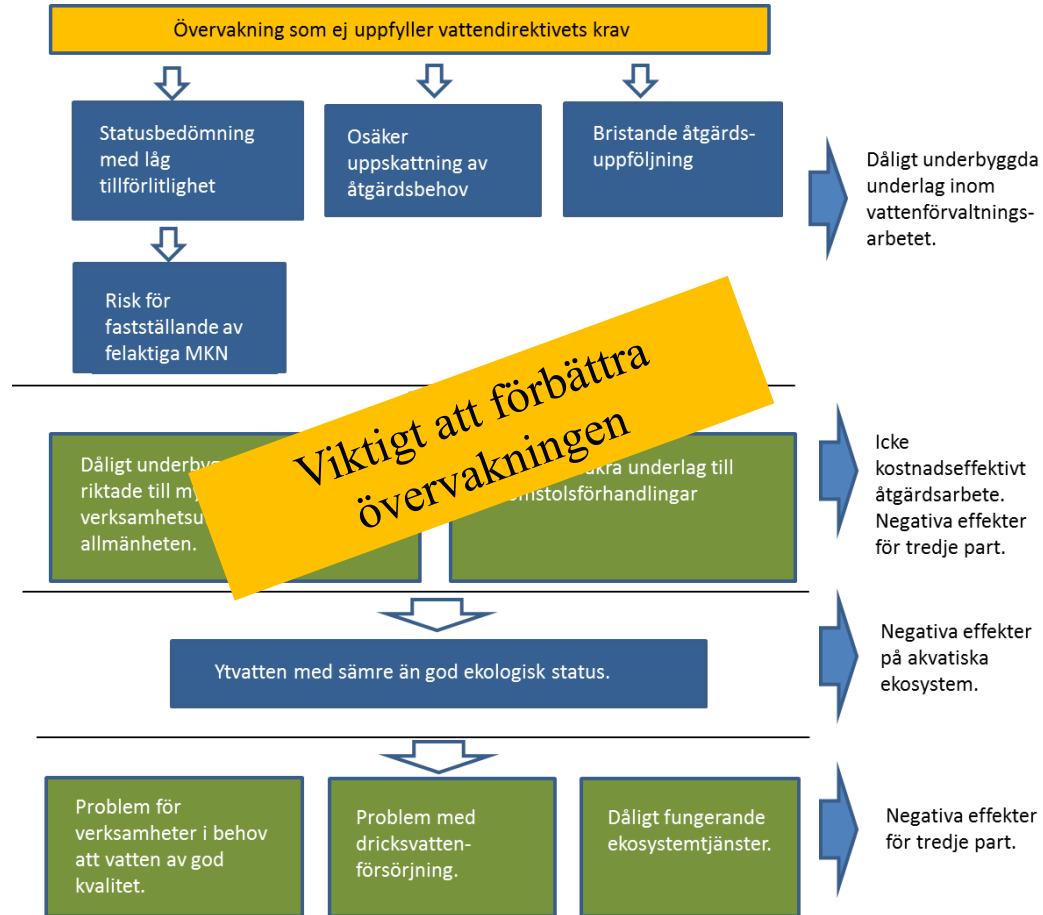 Övervakning som ej uppfyller vattendirektivets krav
Statusbedömning
med låg
tillförlitlighet
Osäker
uppskattning av
åtgärdsbehov
Bristande åtgärds-
uppföljning
Dåligt underbyggda
underlag inom
vattenförvaltnings-
arbetet.
Risk för
fastställande av
felaktiga MKN
Viktigt att förbättra
övervakningen
Dåligt
riktade till
allmänheten.
underlag till
Icke
kostnadseffektivt
åtgärdsarbete.
Negativa effekter
för tredje part.
Ytvatten med sämre än god ekologisk status.
Negativa effekter
på akvatiska
ekosystem.
Problem för
verksamheter i behov
att vatten av god
kvalitet.
Problem med
dricksvatten-
försörjning.
Dåligt fungerande
ekosystemtjänster.
Negativa effekter
för tredje part.